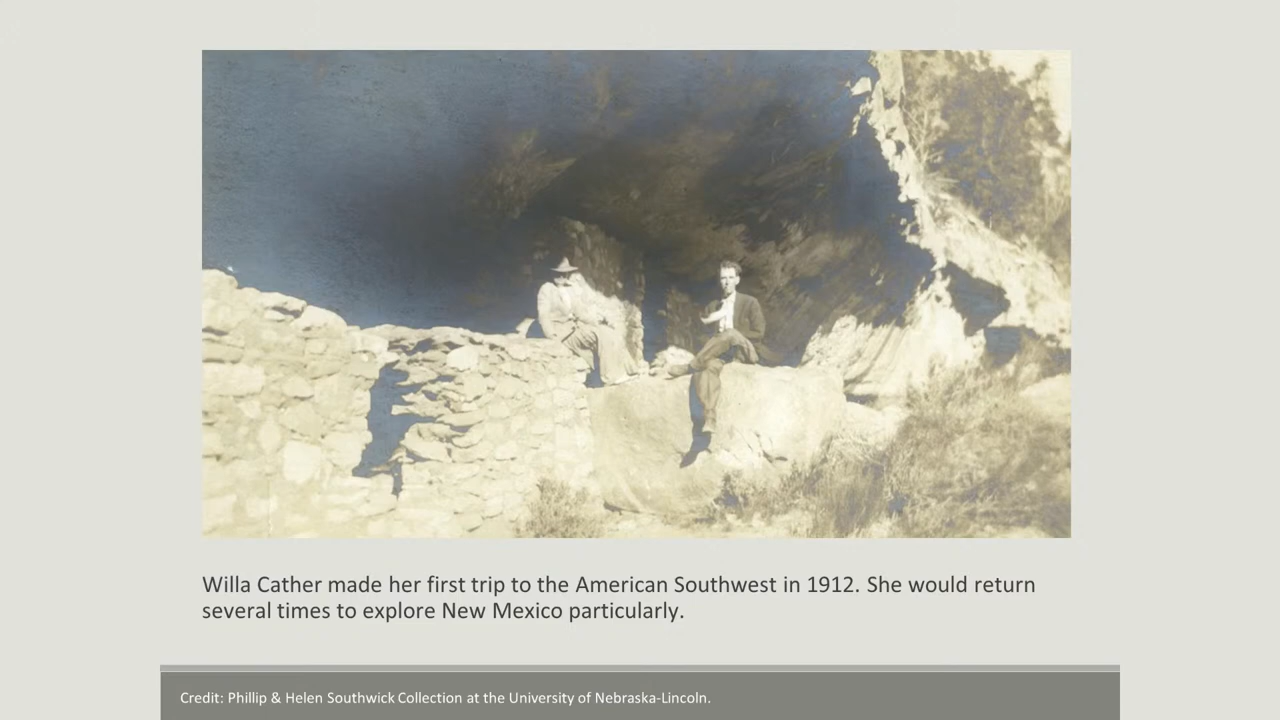 Willa Cather made her first trip to the American Southwest in 1912. She would return
several times to explore New Mexico particularly.
Credit: Phillip & Helen Southwick Collection at the University of Nebraska-Lincoln.